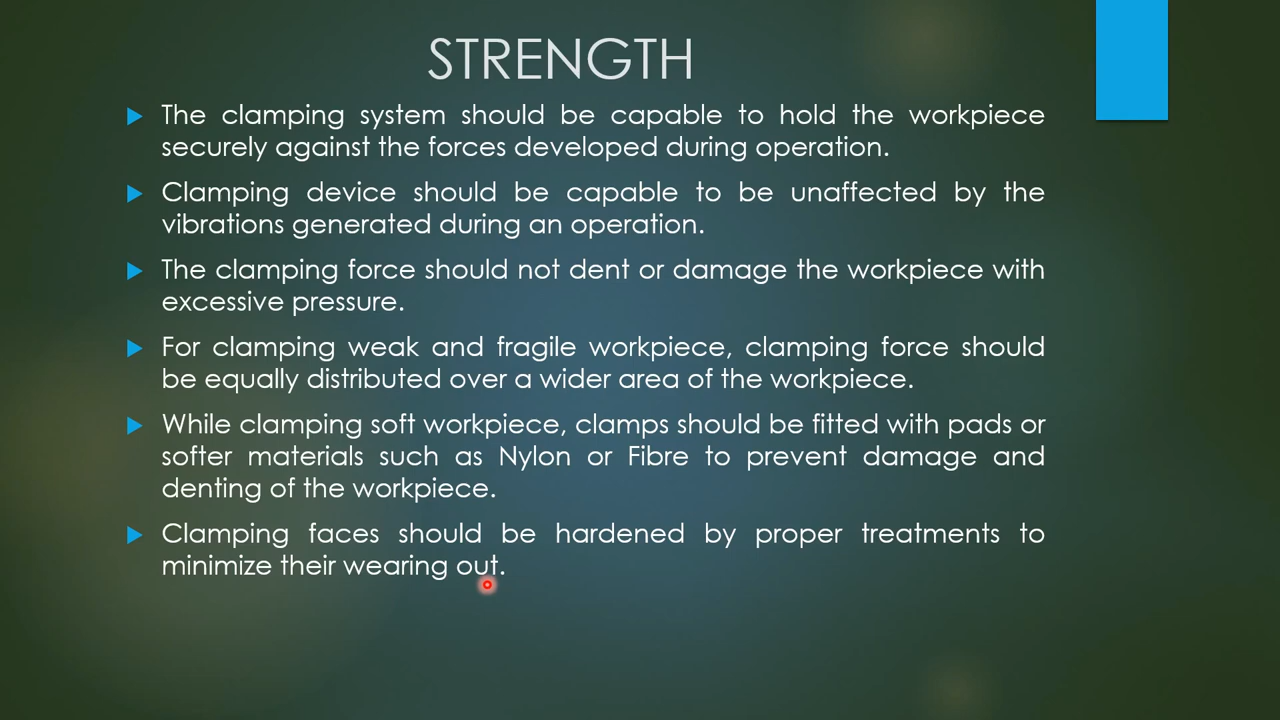 STRENGTH
The clamping system should be capable to hold the workpiece
securely against the forces developed during operation.
Clamping device should be capable to be unaffected by the
vibrations generated during an operation.
The clamping force should not dent or damage the workpiece with
excessive pressure.
For clamping weak and fragile workpiece, clamping force should
be equally distributed over a wider area of the workpiece.
While clamping soft workpiece, clamps should be fitted with pads or
softer materials such as Nylon or Fibre to prevent damage and
denting of the workpiece.
Clamping faces should be hardened by proper treatments to
minimize their wearing out.